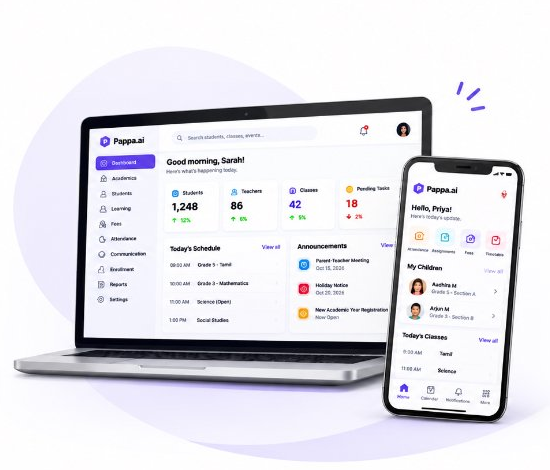 Pappa.ai
Search students, classes, events...
Dashboard
Academics
Students
Learning
Fees
Attendance
Communication
Enrollment
Reports
Settings
Good morning, Sarah!
Here's what's happening today.
Students
1,248
12%
Teachers
86
6%
Classes
42
5%
Pending Tasks
18
2%
Today's Schedule
View all
09:00 AM Grade 5 - Tamil
10:00 AM Grade 3 - Mathematics
11:00 AM Science (Open)
1:00 PM Social Studies
Announcements
View
Parent-Teacher Meeting
Oct 15, 2026
Holiday Notice
Oct 20, 2026
New Academic Year Registration
Now Open
Pappa.ai
Hello, Priya!
Here's today's update.
Attendance
Assignments
Fees
Timetable
My Children
View all
Aadhira M
Grade 5 - Section A
Arjun M
Grade 5 - Section B
Today's Classes
View all
9:00 AM Tamil
11:00 AM Science
Home
Calendar
Notifications
More